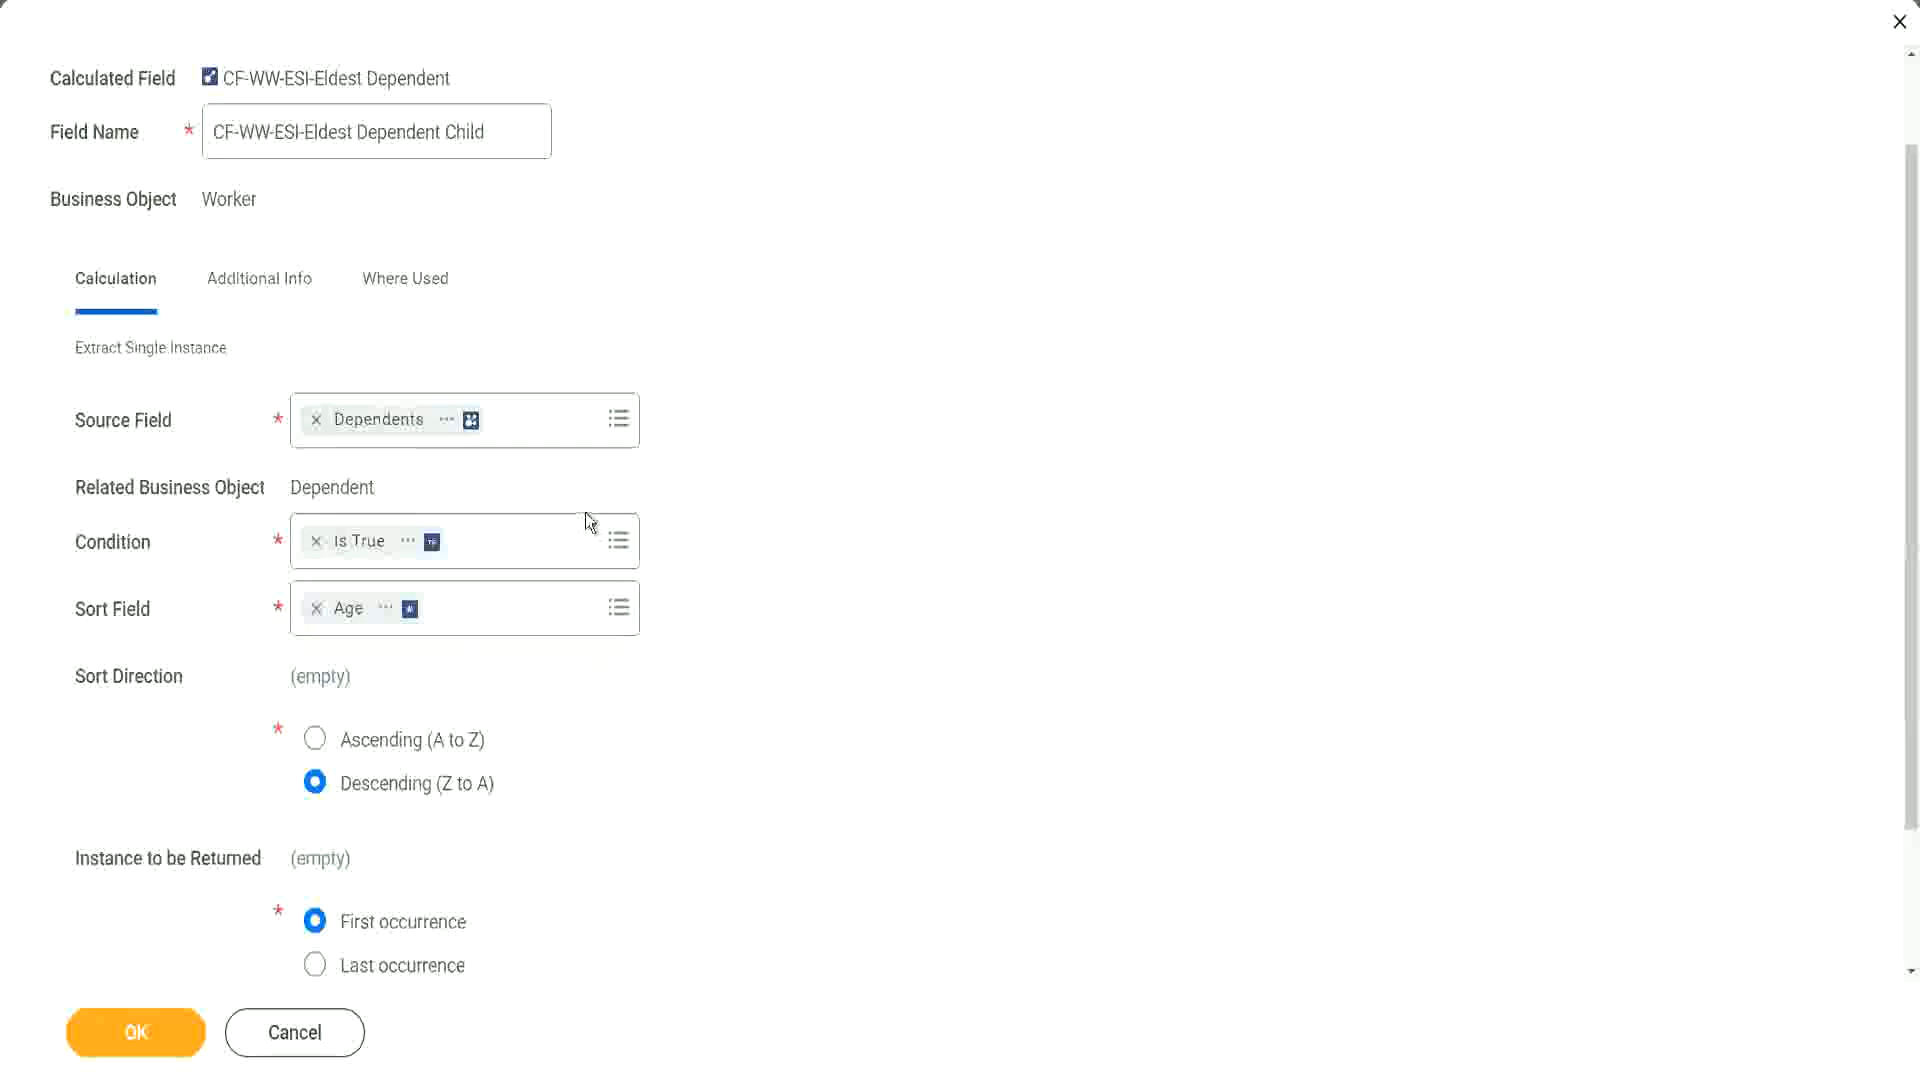 Calculated Field CF-WW-ESI-Eldest Dependent
Field Name * CF-WW-ESI-Eldest Dependent Child
Business Object Worker
Calculation Additional Info Where Used
Extract Single Instance
Source Field * Dependents
Related Business Object Dependent
Condition * Is True
Sort Field * Age
Sort Direction (empty)
* Ascending (A to Z)
Descending (Z to A)
Instance to be Returned (empty)
* First occurrence
Last occurrence
OK Cancel